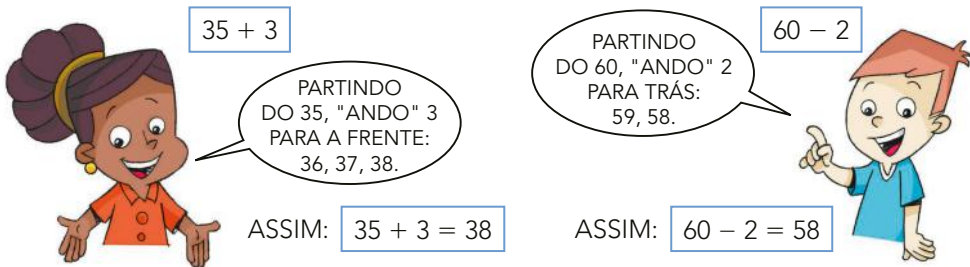 35 + 3
PARTINDO
DO 35, "ANDO" 3
PARA A FRENTE:
36, 37, 38.
ASSIM: 35 + 3 = 38
60 − 2
PARTINDO
DO 60, "ANDO" 2
PARA TRÁS:
59, 58.
ASSIM: 60 − 2 = 58